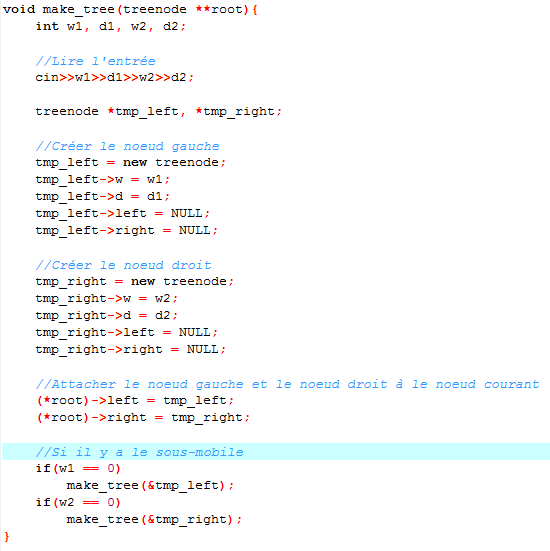 void make_tree(treenode **root){
int w1, d1, w2, d2;
//Lire l'entrée
cin>>w1>>d1>>w2>>d2;
treenode *tmp_left, *tmp_right;
//Créer le noeud gauche
tmp_left = new treenode;
tmp_left->w = w1;
tmp_left->d = d1;
tmp_left->left = NULL;
tmp_left->right = NULL;
//Créer le noeud droit
tmp_right = new treenode;
tmp_right->w = w2;
tmp_right->d = d2;
tmp_right->left = NULL;
tmp_right->right = NULL;
//Attacher le noeud gauche et le noeud droit à le noeud courant
(*root)->left = tmp_left;
(*root)->right = tmp_right;
//Si il y a le sous-mobile
if(w1 == 0)
make_tree(&tmp_left);
if(w2 == 0)
make_tree(&tmp_right);
}